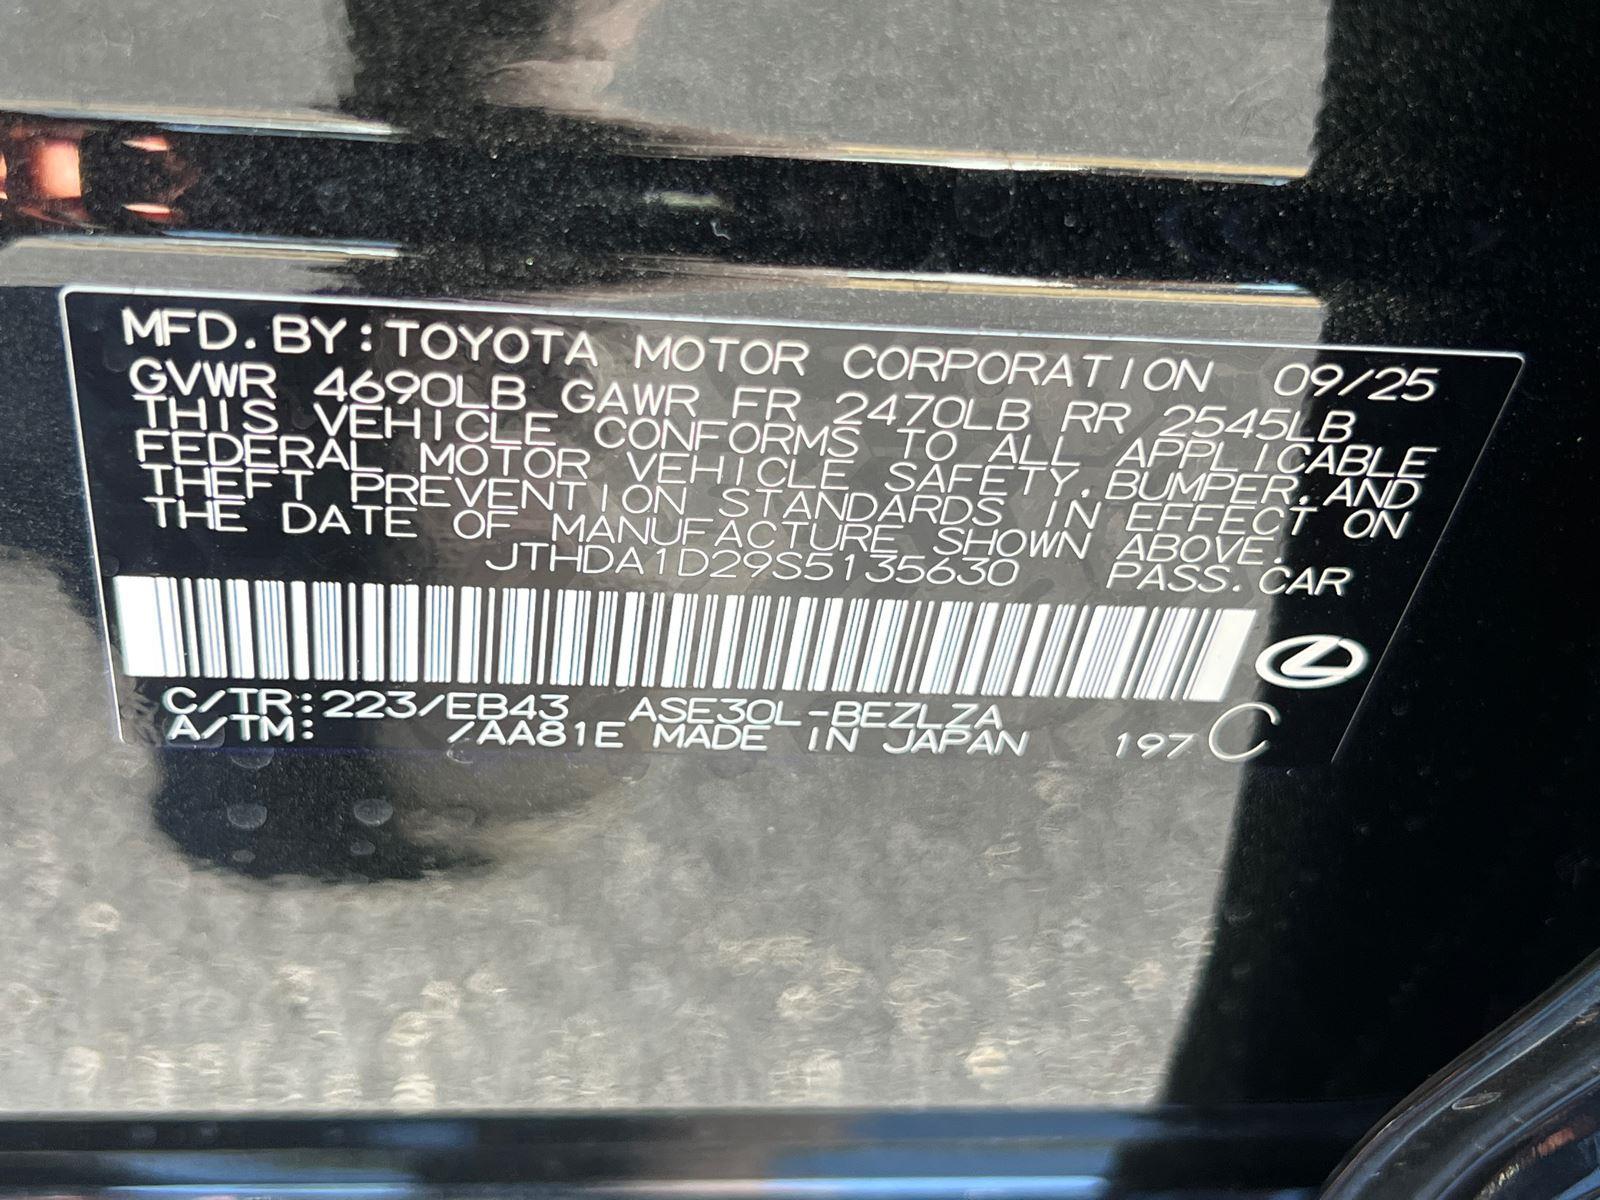 MFD. BY: TOYOTA MOTOR CORPORATION 09/25
GVWR 4690LB GAWR FR 2470LB RR 2545LB
THIS VEHICLE CONFORMS TO ALL APPLICABLE
FEDERAL MOTOR VEHICLE SAFETY, BUMPER, AND
THEFT PREVENTION STANDARDS IN EFFECT ON
THE DATE OF MANUFACTURE SHOWN ABOVE.
JTHDA1D29S5135630 PASS. CAR
C/TR: 223/EB43 ASE30L-BEZLZA
A/TM: /AA81E MADE IN JAPAN 197 C